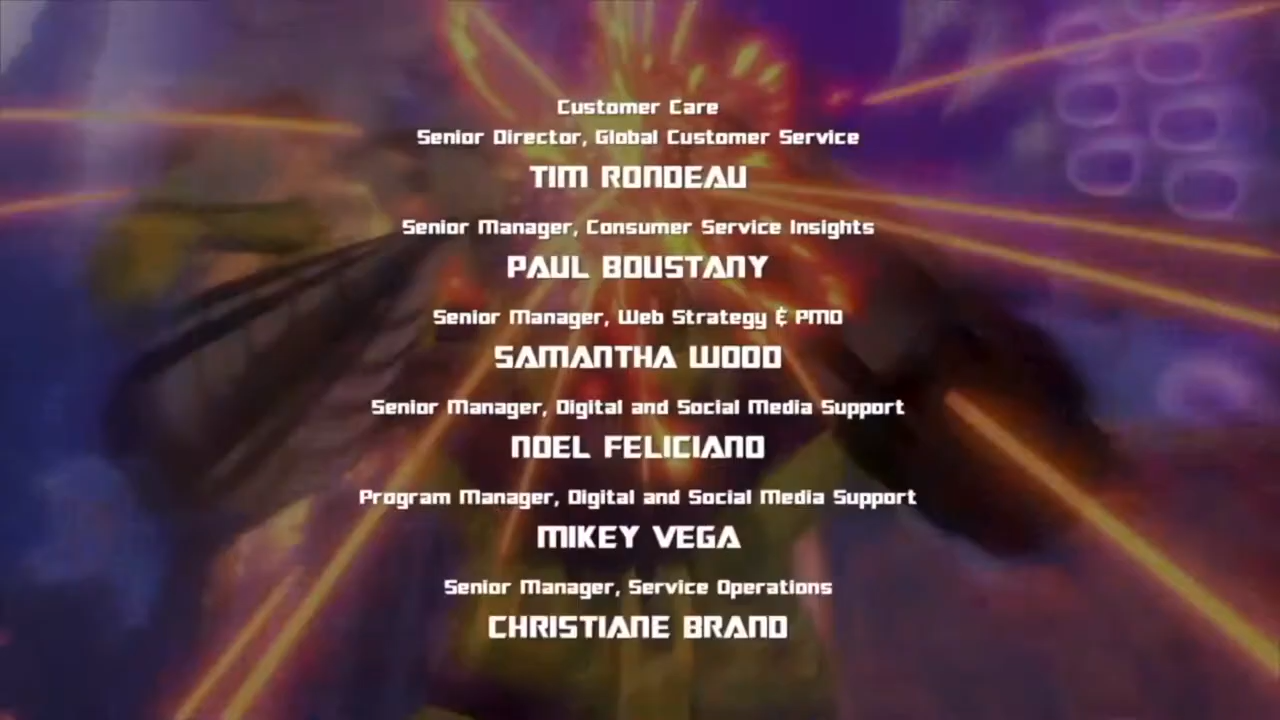 Customer Care
Senior Director, Global Customer Service
TIM RONDEAU
Senior Manager, Consumer Service Insights
PAUL BOUSTANY
Senior Manager, Web Strategy & PMO
SAMANTHA WOOD
Senior Manager, Digital and Social Media Support
NOEL FELICIANO
Program Manager, Digital and Social Media Support
MIKEY VEGA
Senior Manager, Service Operations
CHRISTIANE BRAND